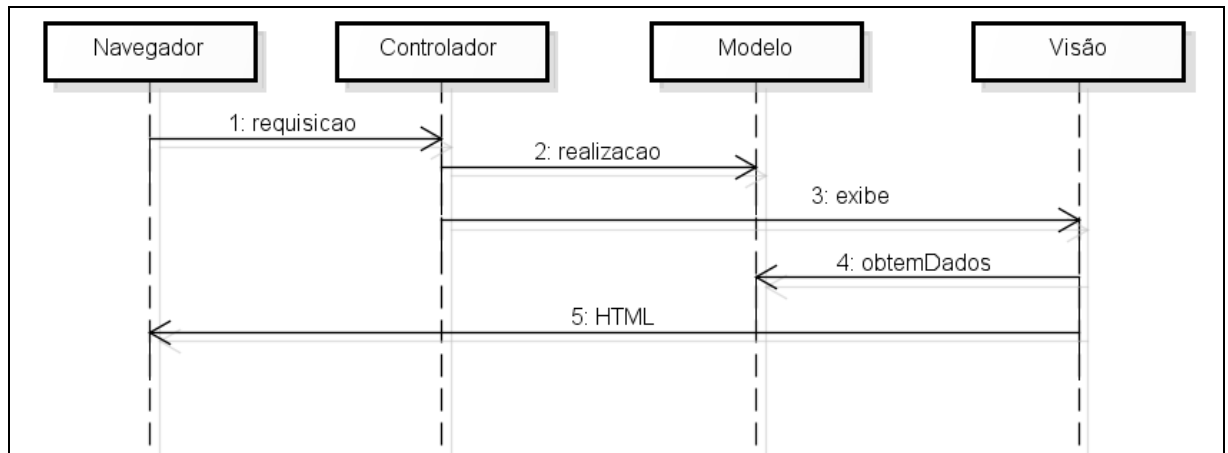 Navegador
Controlador
Modelo
Visão
1: requisicao
2: realizacao
3: exibe
4: obtemDados
5: HTML